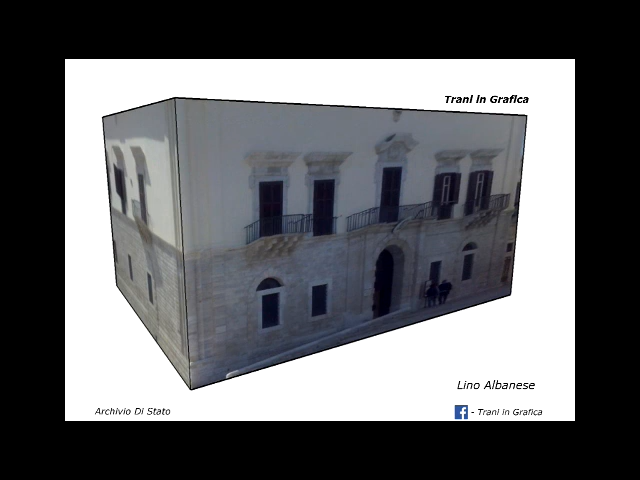 Trani in Grafica
Lino Albanese
Archivio Di Stato
- Trani in Grafica